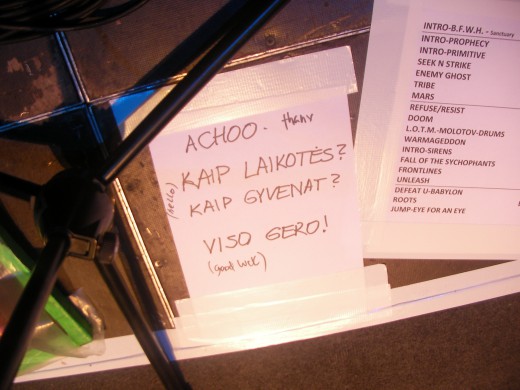 ACHOO - thank
KAIP LAIKOTĖS?
(HELLO)
KAIP GYVENAT?
VISO GERO!
(good luck)
INTRO-B.F.W.H. - Sanctuary
INTRO-PROPHECY
INTRO-PRIMITIVE
SEEK N STRIKE
ENEMY GHOST
TRIBE
MARS
REFUSE/RESIST
DOOM
L.O.T.M.-MOLOTOV-DRUMS
WARMAGEDDON
INTRO-SIRENS
FALL OF THE SYCHOPHANTS
FRONTLINES
UNLEASH
DEFEAT U-BABYLON
ROOTS
JUMP-EYE FOR AN EYE